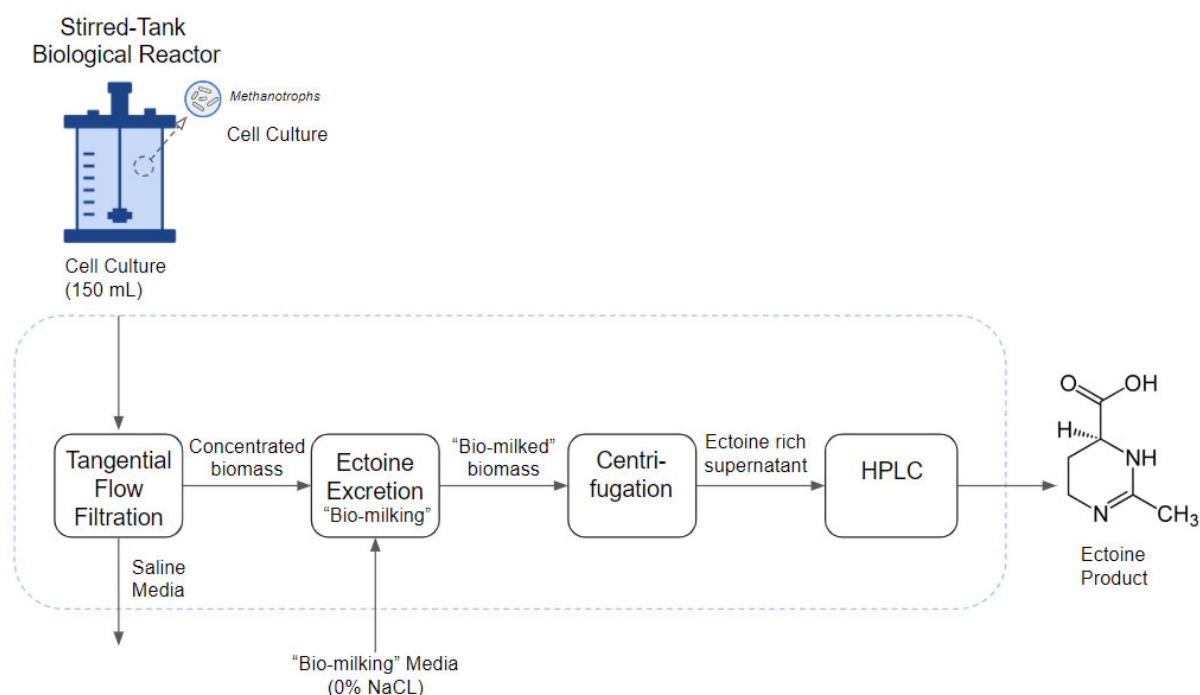 Stirred-Tank
Biological Reactor
Methanotrophs
Cell Culture
Cell Culture
(150 mL)
Tangential
Flow
Filtration
Concentrated
biomass
Ectoine
Excretion
“Bio-milking”
“Bio-milked”
biomass
Centri-
fugation
Ectoine rich
supernatant
HPLC
O
OH
H
NH
N
CH3
Ectoine
Product
Saline
Media
“Bio-milking” Media
(0% NaCL)